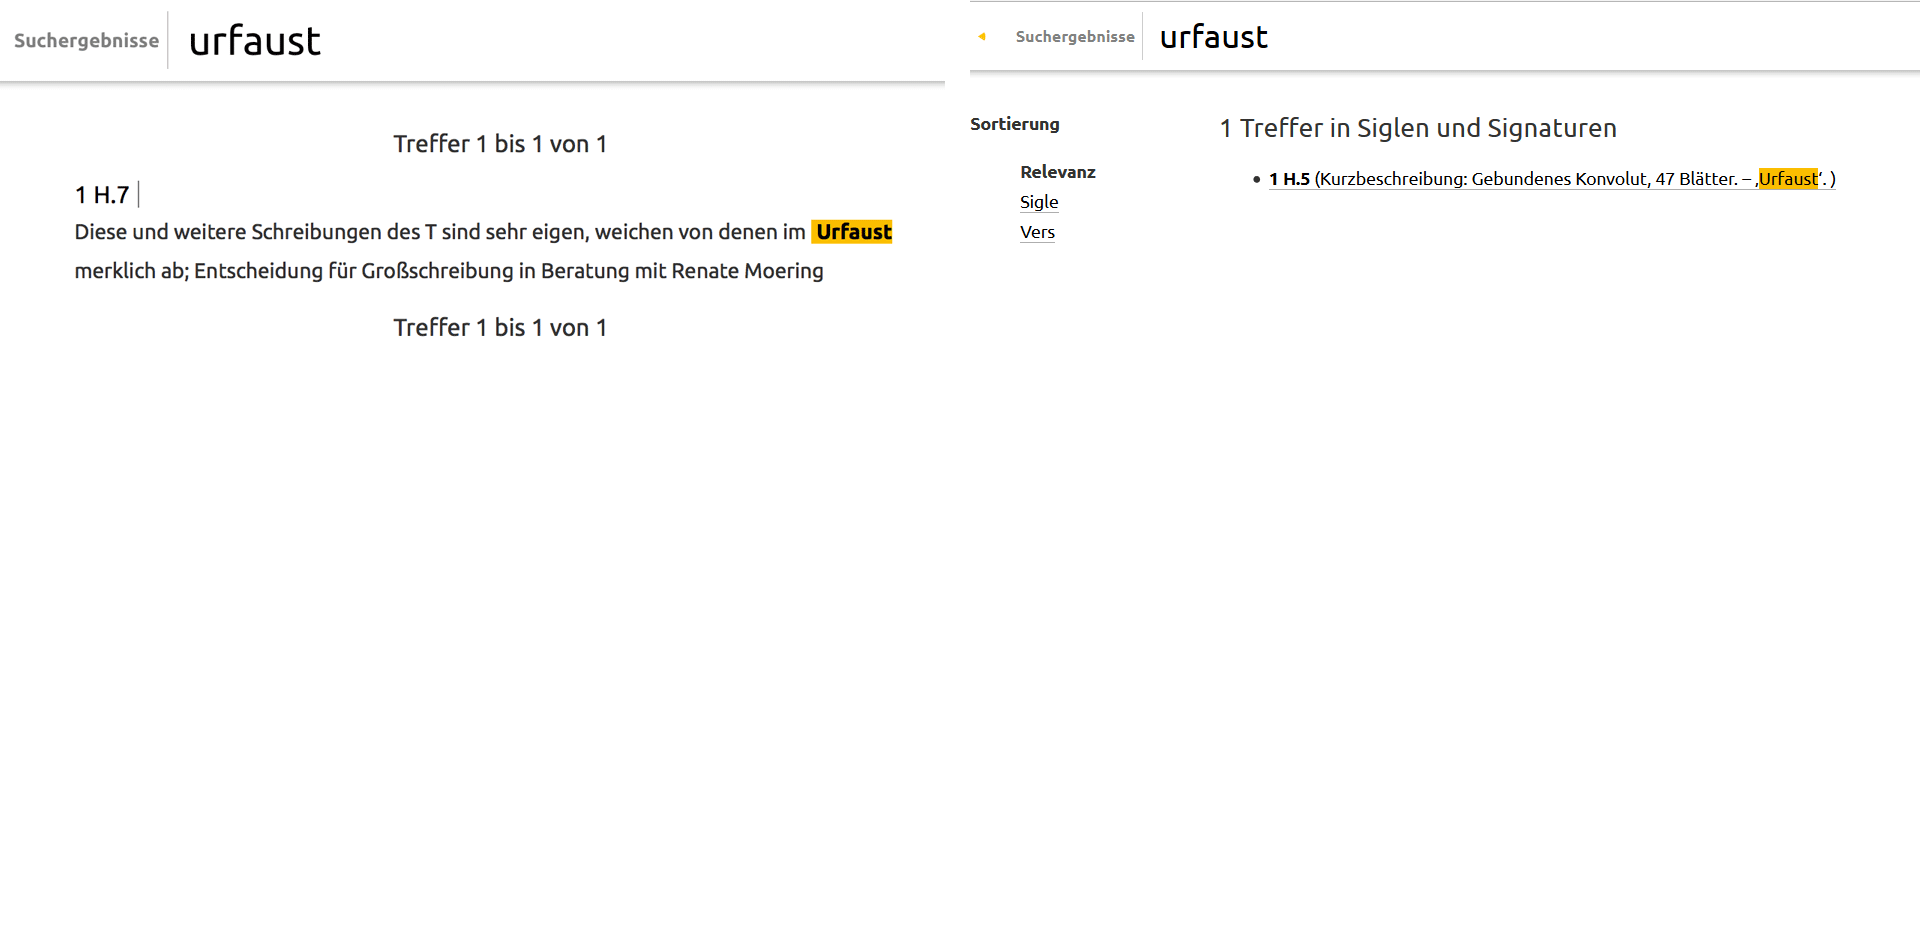 Suchergebnisse urfaust
Treffer 1 bis 1 von 1
1 H.7
Diese und weitere Schreibungen des T sind sehr eigen, weichen von denen im Urfaust
merklich ab; Entscheidung für Großschreibung in Beratung mit Renate Moering
Treffer 1 bis 1 von 1
Suchergebnisse urfaust
Sortierung
Relevanz
Sigle
Vers
1 Treffer in Siglen und Signaturen
• 1 H.5 (Kurzbeschreibung: Gebundenes Konvolut, 47 Blätter. – ‚Urfaust‘. )